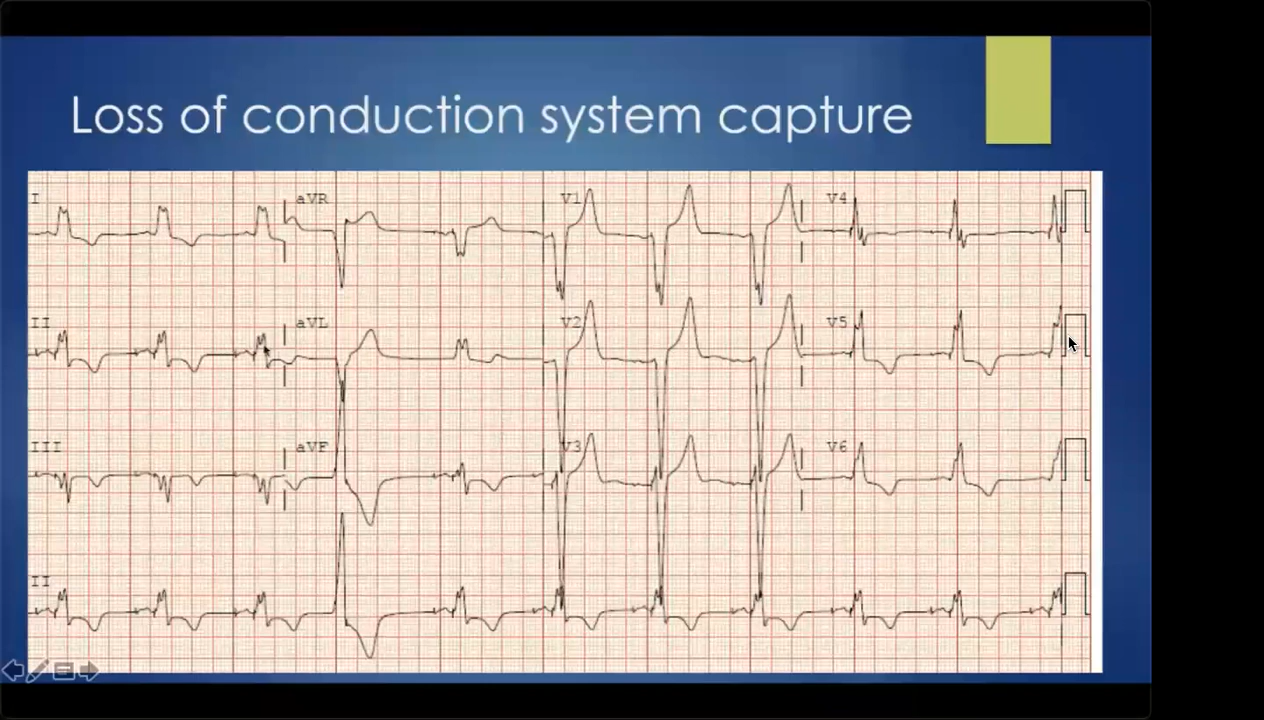 Loss of conduction system capture
I aVR V1 V4
II aVL V2 V5
III aVF V3 V6
II